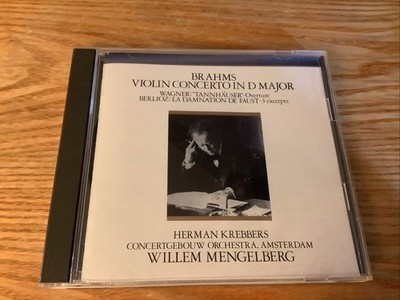 BRAHMS
VIOLIN CONCERTO IN D MAJOR
WAGNER: "TANNHÄUSER"-Overture
BERLIOZ: LA DAMNATION DE FAUST-3 excerpts
HERMAN KREBBERS
CONCERTGEBOUW ORCHESTRA, AMSTERDAM
WILLEM MENGELBERG